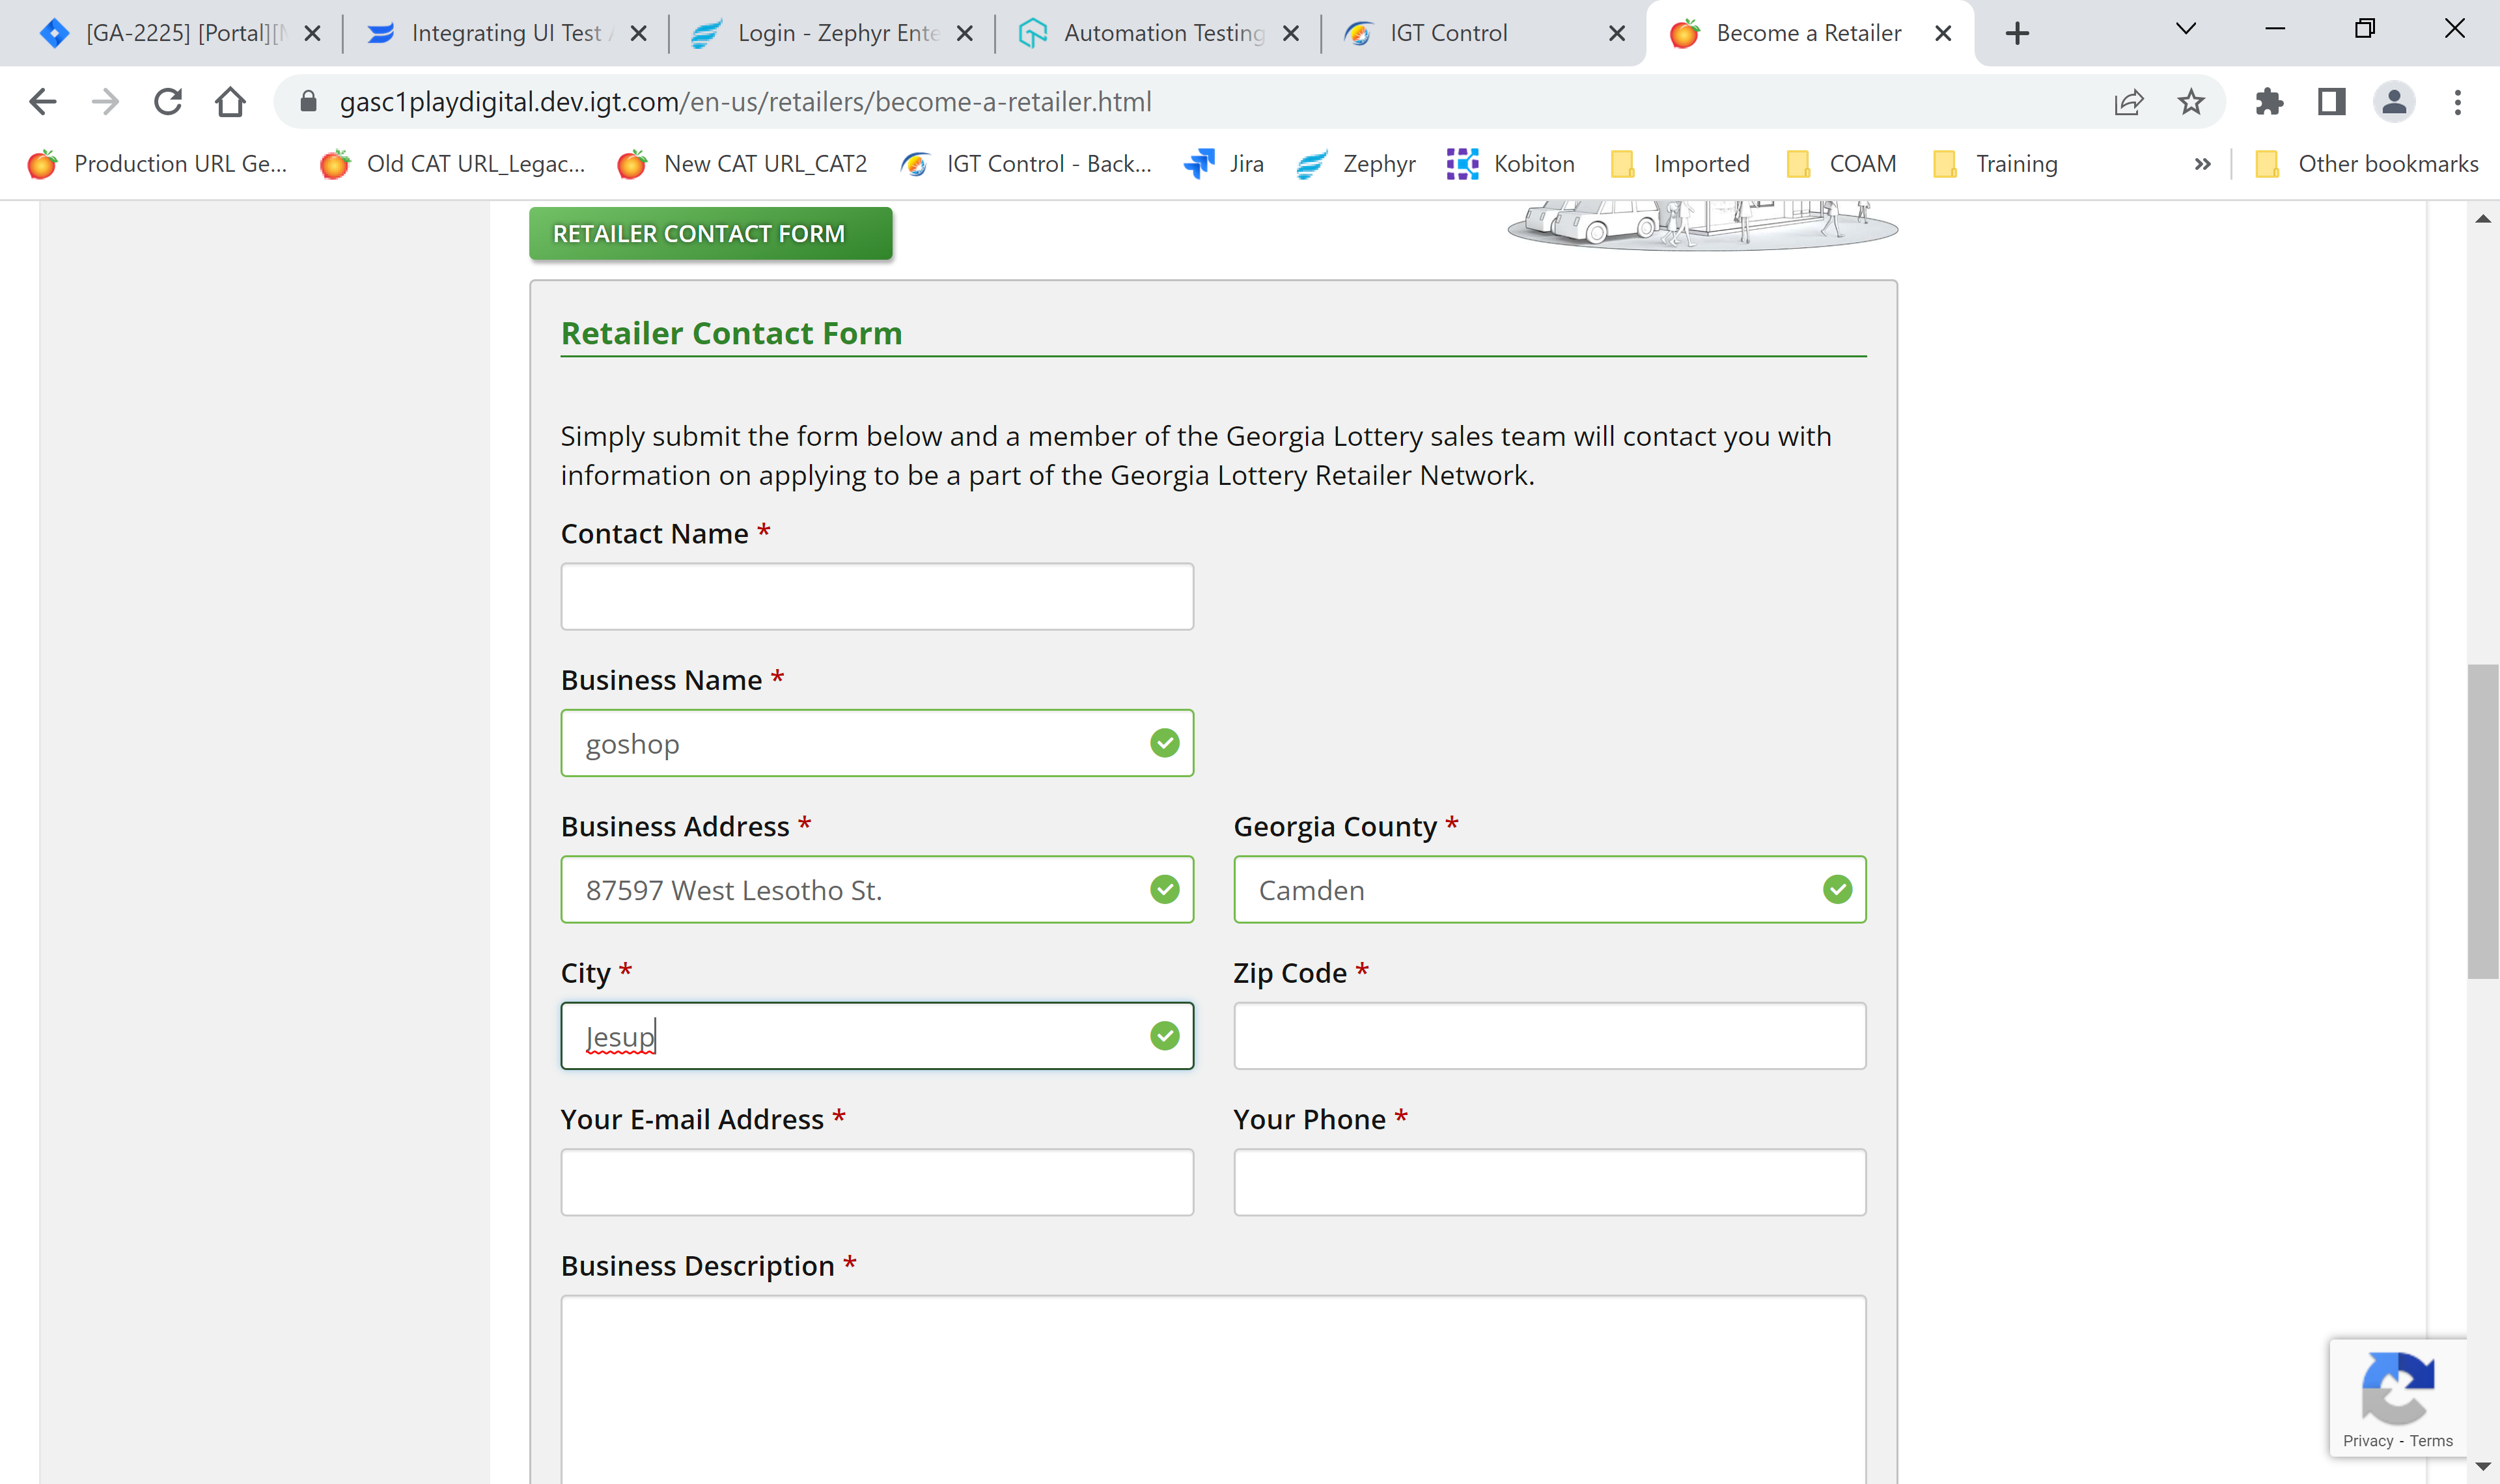 [GA-2225] [Portal][
Integrating UI Test
Login - Zephyr Ente
Automation Testing
IGT Control
Become a Retailer
gasc1playdigital.dev.igt.com/en-us/retailers/become-a-retailer.html
Production URL Ge...
Old CAT URL_Legac...
New CAT URL_CAT2
IGT Control - Back...
Jira
Zephyr
Kobiton
Imported
COAM
Training
Other bookmarks
RETAILER CONTACT FORM
Retailer Contact Form
Simply submit the form below and a member of the Georgia Lottery sales team will contact you with
information on applying to be a part of the Georgia Lottery Retailer Network.
Contact Name *
Business Name *
goshop
Business Address *
Georgia County *
87597 West Lesotho St.
Camden
City *
Zip Code *
Jesup
Your E-mail Address *
Your Phone *
Business Description *
Privacy - Terms